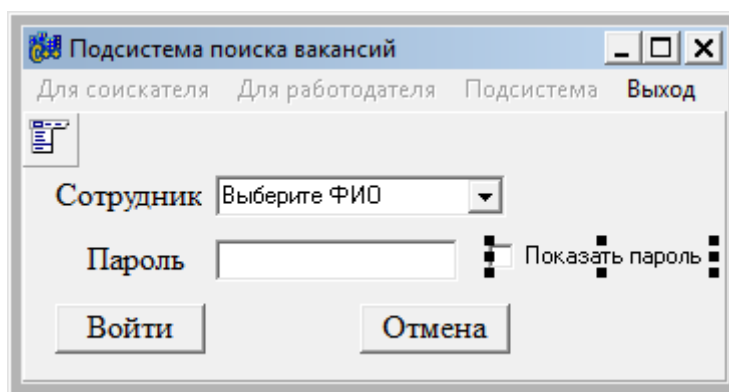 Подсистема поиска вакансий
Для соискателя Для работодателя Подсистема Выход
Сотрудник Выберите ФИО
Пароль Показать пароль
Войти Отмена